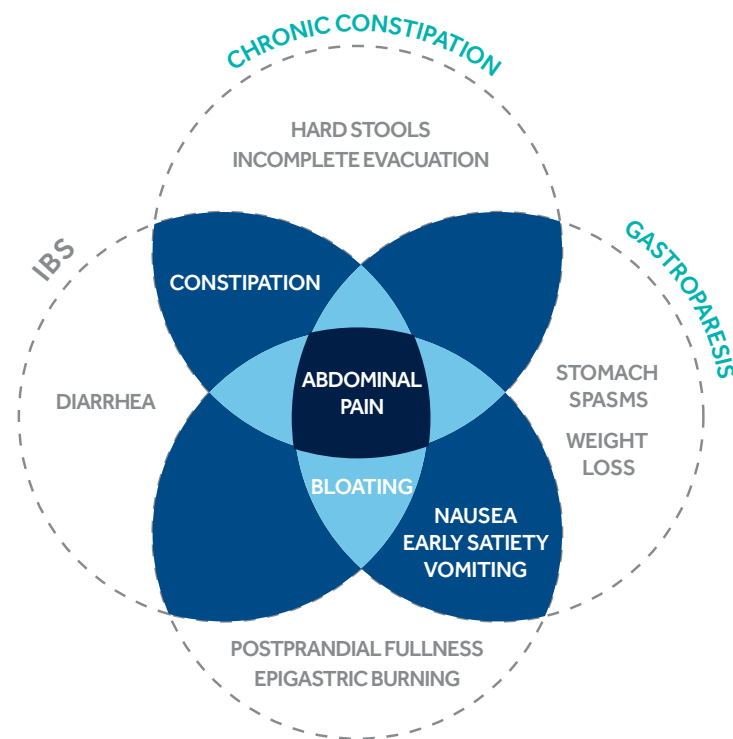 CHRONIC CONSTIPATION
HARD STOOLS
INCOMPLETE EVACUATION
IBS
GASTROPARESIS
CONSTIPATION
DIARRHEA
ABDOMINAL
PAIN
STOMACH
SPASMS
WEIGHT
LOSS
BLOATING
NAUSEA
EARLY SATIETY
VOMITING
POSTPRANDIAL FULLNESS
EPIGASTRIC BURNING